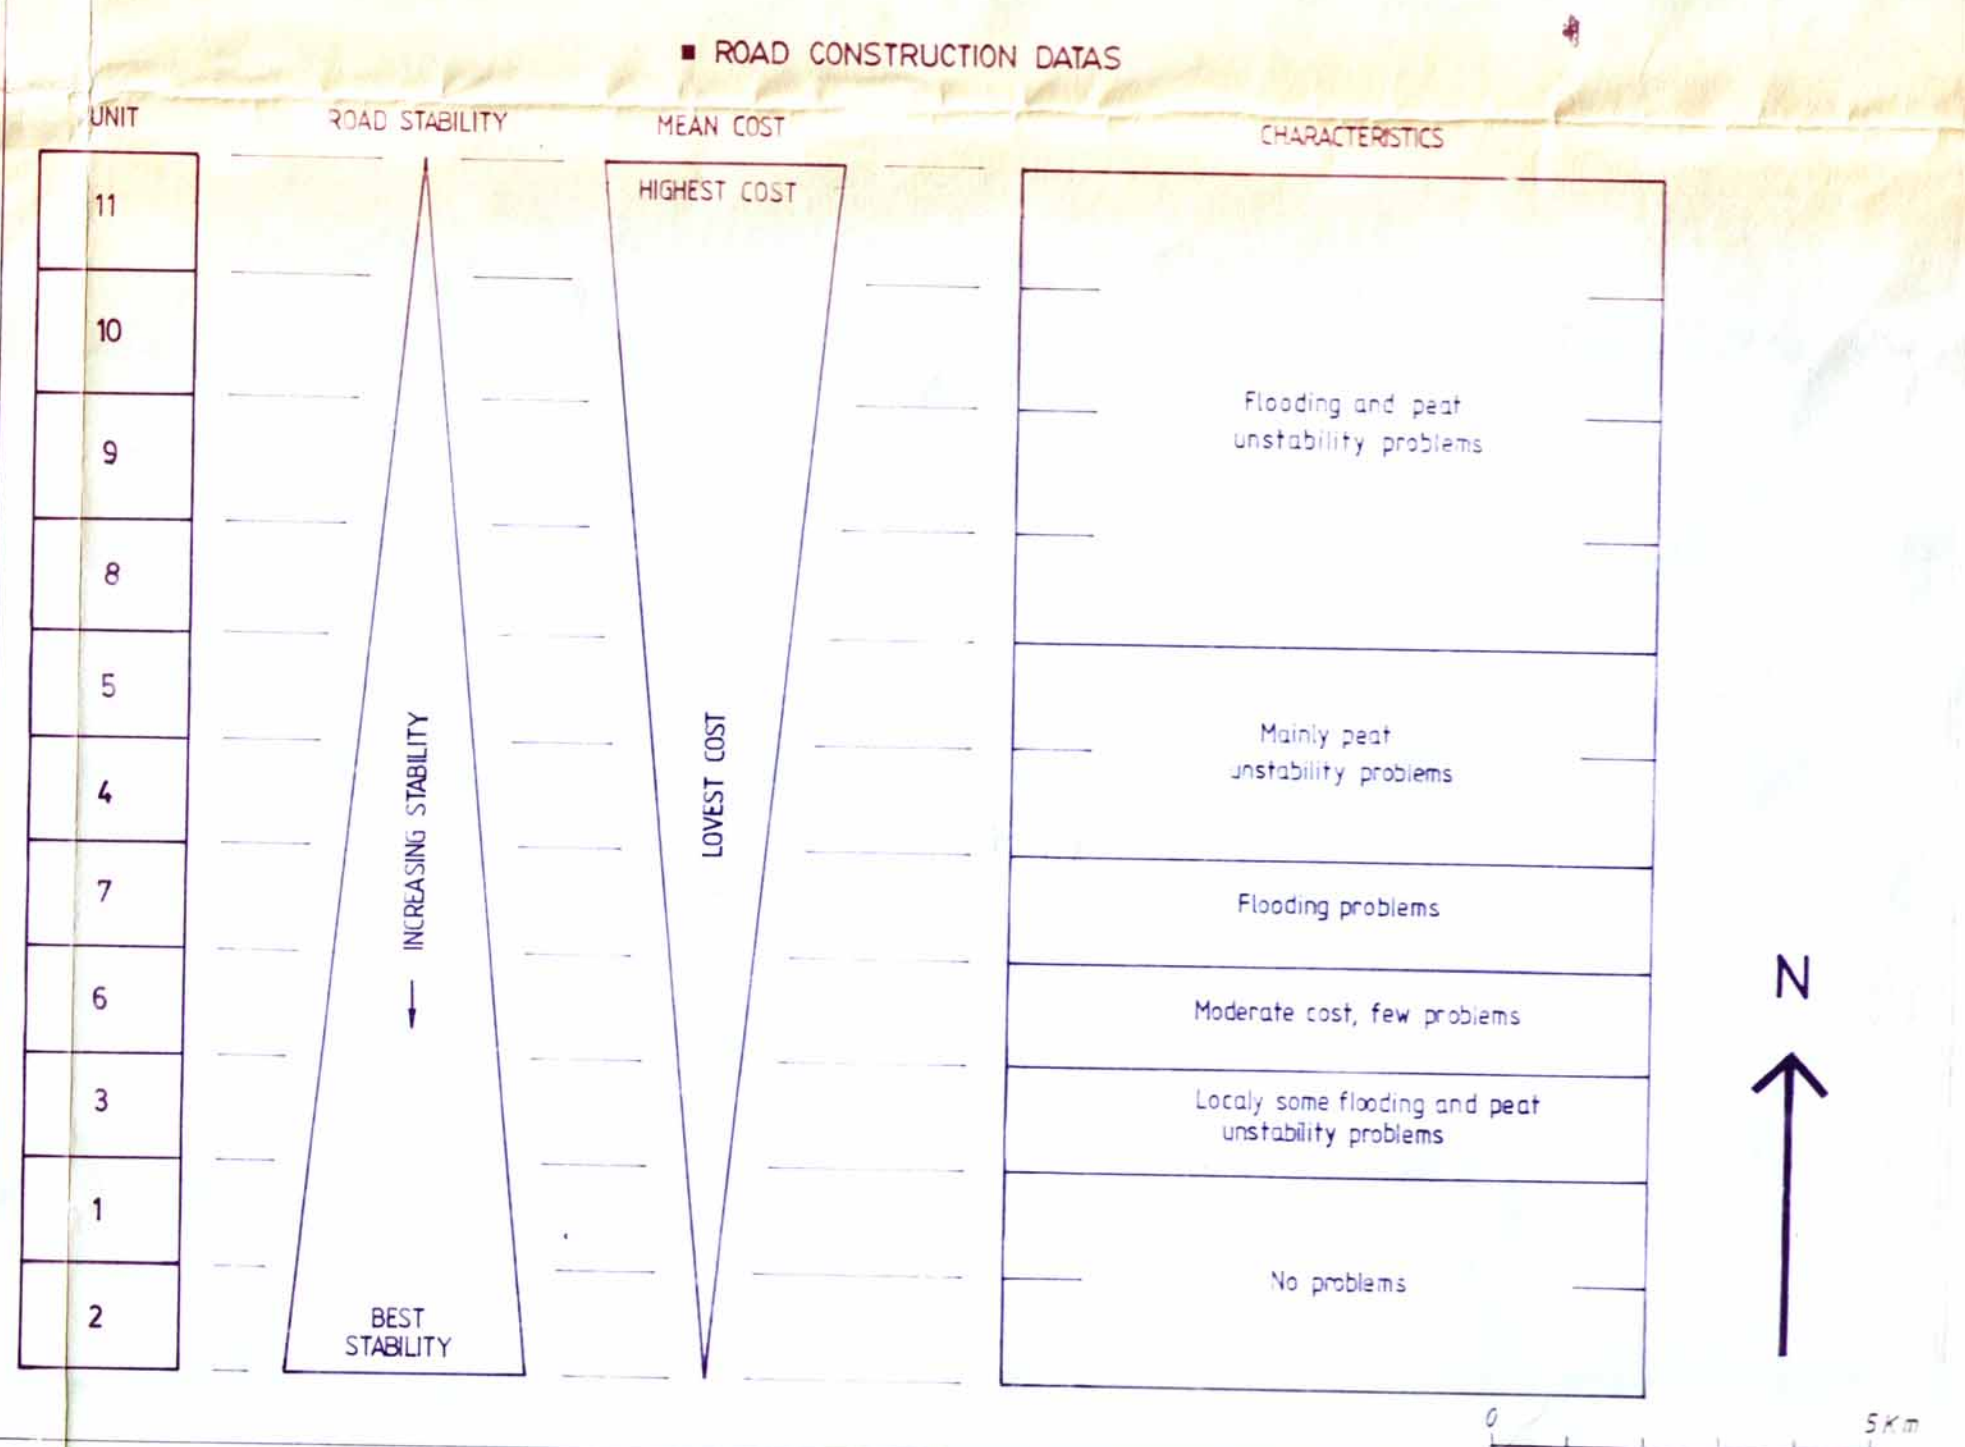 ■ ROAD CONSTRUCTION DATAS
UNIT
ROAD STABILITY
MEAN COST
CHARACTERISTICS
11
10
9
8
5
4
7
6
3
1
2
INCREASING STABILITY
BEST
STABILITY
HIGHEST COST
LOVEST COST
Flooding and peat
unstability problems
Mainly peat
unstability problems
Flooding problems
Moderate cost, few problems
Localy some flooding and peat
unstability problems
No problems
N
0
5 Km